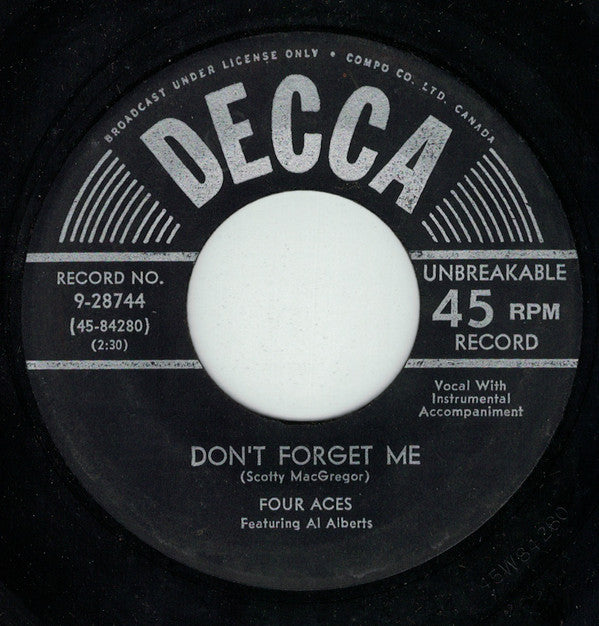 BROADCAST UNDER LICENSE ONLY • COMPO CO. LTD. CANADA
DECCA
RECORD NO.
9-28744
(45-84280)
(2:30)
UNBREAKABLE
45 RPM
RECORD
Vocal With
Instrumental
Accompaniment
DON'T FORGET ME
(Scotty MacGregor)
FOUR ACES
Featuring Al Alberts